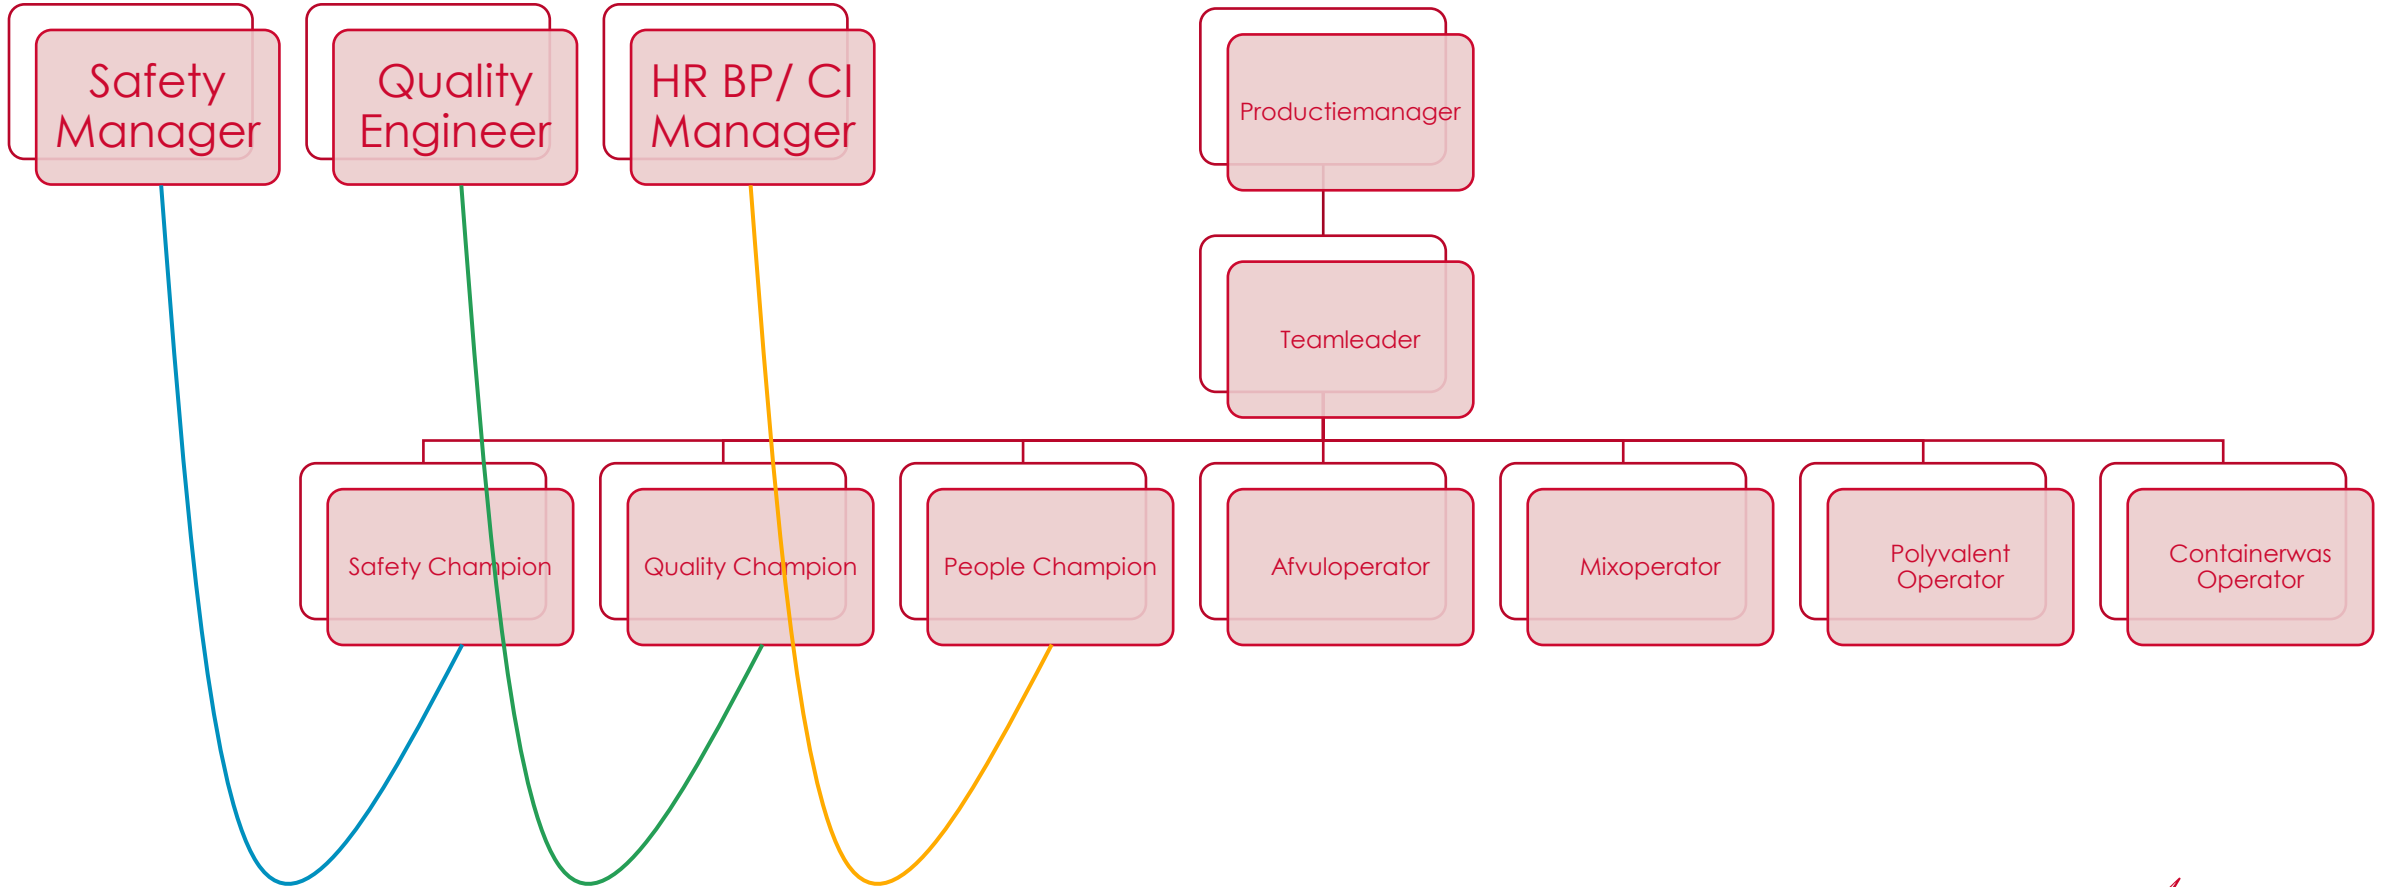 Safety
Manager
Quality
Engineer
HR BP/ CI
Manager
Productiemanager
Teamleader
Safety Champion
Quality Champion
People Champion
Afvuloperator
Mixoperator
Polyvalent
Operator
Containerwas
Operator